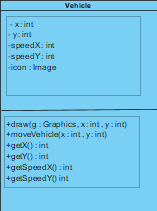 Vehicle
- x : int
- y : int
-speedX : int
-speedY : int
-icon : Image
+draw(g : Graphics, x : int , y : int)
+moveVehicle(x : int , y : int)
+getX() : int
+getY() : int
+getSpeedX() : int
+getSpeedY() int